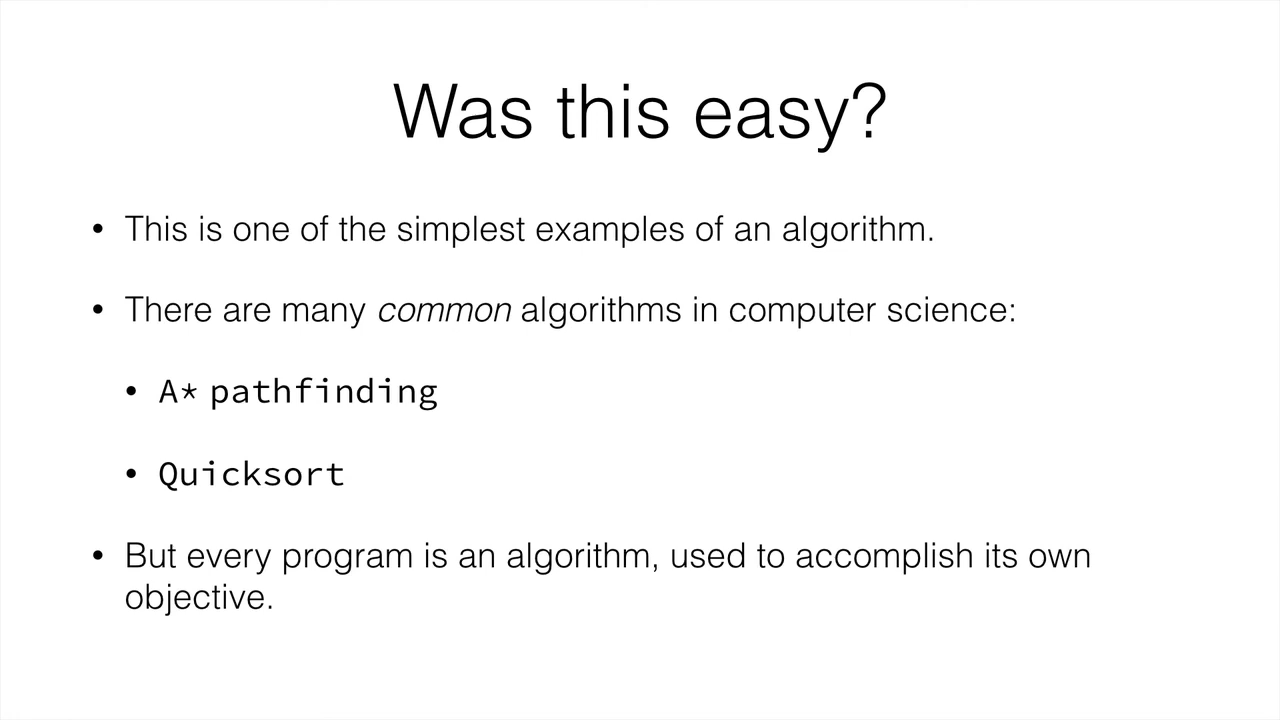 Was this easy?
• This is one of the simplest examples of an algorithm.
• There are many common algorithms in computer science:
• A* pathfinding
• Quicksort
• But every program is an algorithm, used to accomplish its own
objective.